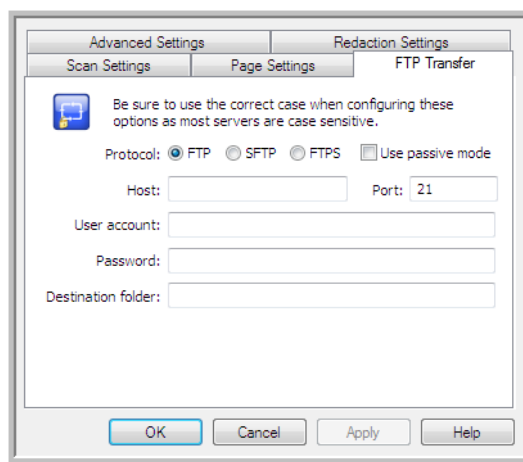 Advanced Settings Redaction Settings
Scan Settings Page Settings FTP Transfer
Be sure to use the correct case when configuring these
options as most servers are case sensitive.
Protocol: FTP SFTP FTPS Use passive mode
Host: Port: 21
User account:
Password:
Destination folder:
OK Cancel Apply Help